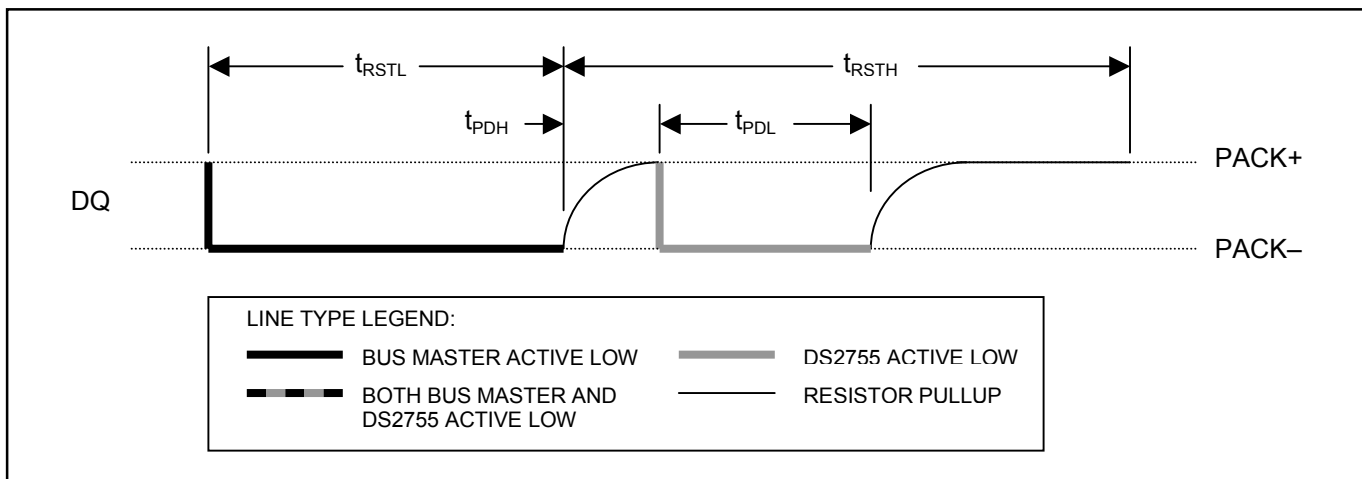 tRSTL
tRSTH
tPDH
tPDL
PACK+
DQ
PACK–
LINE TYPE LEGEND:
BUS MASTER ACTIVE LOW
DS2755 ACTIVE LOW
BOTH BUS MASTER AND
DS2755 ACTIVE LOW
RESISTOR PULLUP